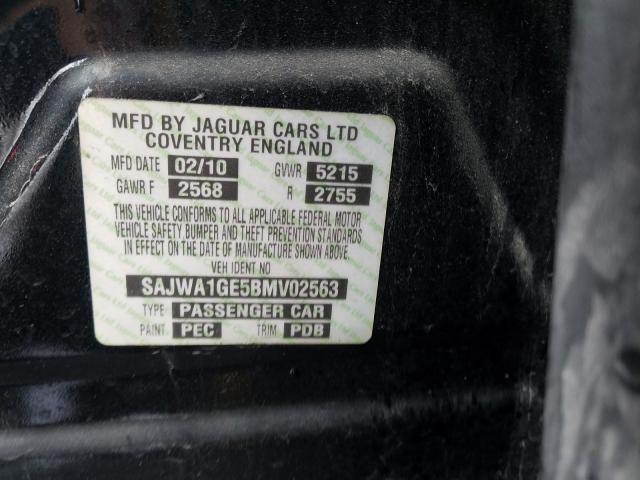 MFD BY JAGUAR CARS LTD
COVENTRY ENGLAND
MFD DATE 02/10 GVWR 5215
GAWR F 2568 R 2755
THIS VEHICLE CONFORMS TO ALL APPLICABLE FEDERAL MOTOR
VEHICLE SAFETY BUMPER AND THEFT PREVENTION STANDARDS
IN EFFECT ON THE DATE OF MANUFACTURE SHOWN ABOVE.
VEH IDENT NO
SAJWA1GE5BMV02563
TYPE PASSENGER CAR
PAINT PEC TRIM PDB